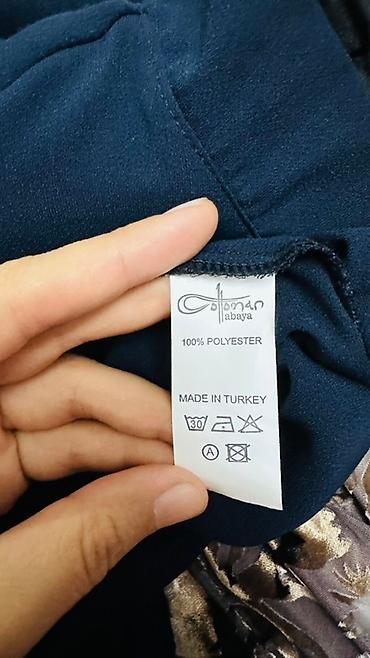 Ottoman
abaya
100% POLYESTER
MADE IN TURKEY
30
A